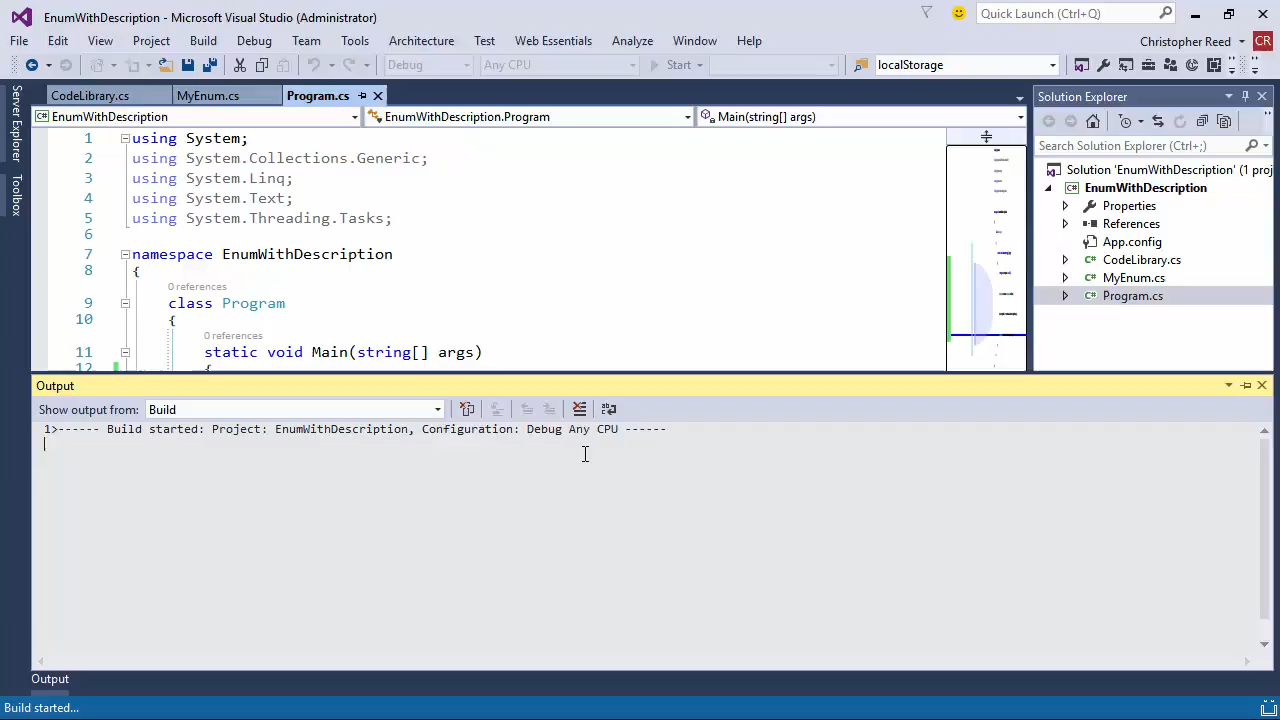 EnumWithDescription - Microsoft Visual Studio (Administrator)
Quick Launch (Ctrl+Q)
File Edit View Project Build Debug Team Tools Architecture Test Web Essentials Analyze Window Help
Christopher Reed CR
Debug Any CPU Start localStorage
Server Explorer
Toolbox
CodeLibrary.cs MyEnum.cs Program.cs
EnumWithDescription EnumWithDescription.Program Main(string[] args)
1 using System;
2 using System.Collections.Generic;
3 using System.Linq;
4 using System.Text;
5 using System.Threading.Tasks;
6
7 namespace EnumWithDescription
8 {
0 references
9 class Program
10 {
0 references
11 static void Main(string[] args)
12 {
Solution Explorer
Search Solution Explorer (Ctrl+;)
Solution 'EnumWithDescription' (1 proj
EnumWithDescription
Properties
References
App.config
CodeLibrary.cs
MyEnum.cs
Program.cs
Output
Show output from: Build
1>------ Build started: Project: EnumWithDescription, Configuration: Debug Any CPU ------
Output
Build started...